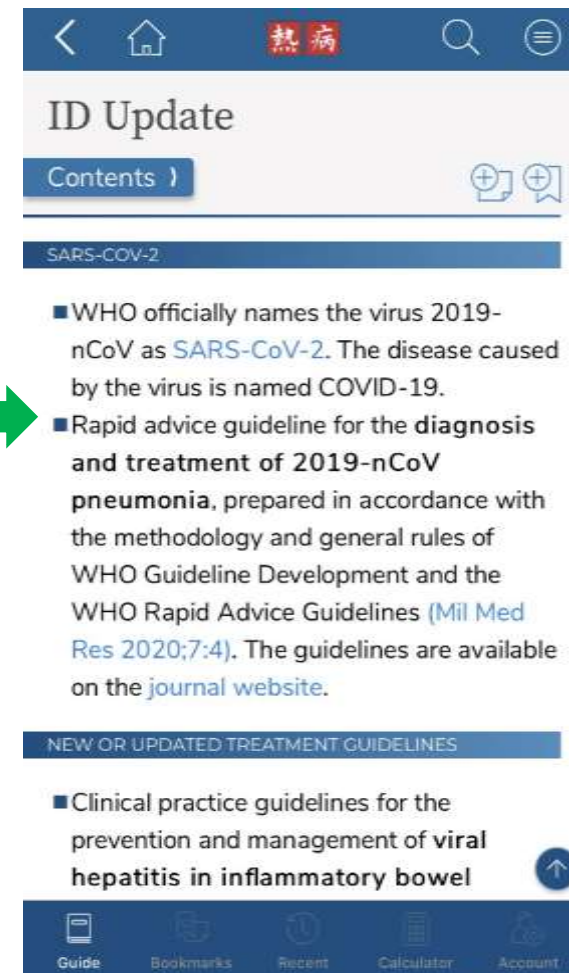 热病
ID Update
Contents
SARS-COV-2
WHO officially names the virus 2019-
nCoV as SARS-CoV-2. The disease caused
by the virus is named COVID-19.
Rapid advice guideline for the diagnosis
and treatment of 2019-nCoV
pneumonia, prepared in accordance with
the methodology and general rules of
WHO Guideline Development and the
WHO Rapid Advice Guidelines (Mil Med
Res 2020;7:4). The guidelines are available
on the journal website.
NEW OR UPDATED TREATMENT GUIDELINES
Clinical practice guidelines for the
prevention and management of viral
hepatitis in inflammatory bowel
Guide Bookmarks Recent Calculator Account